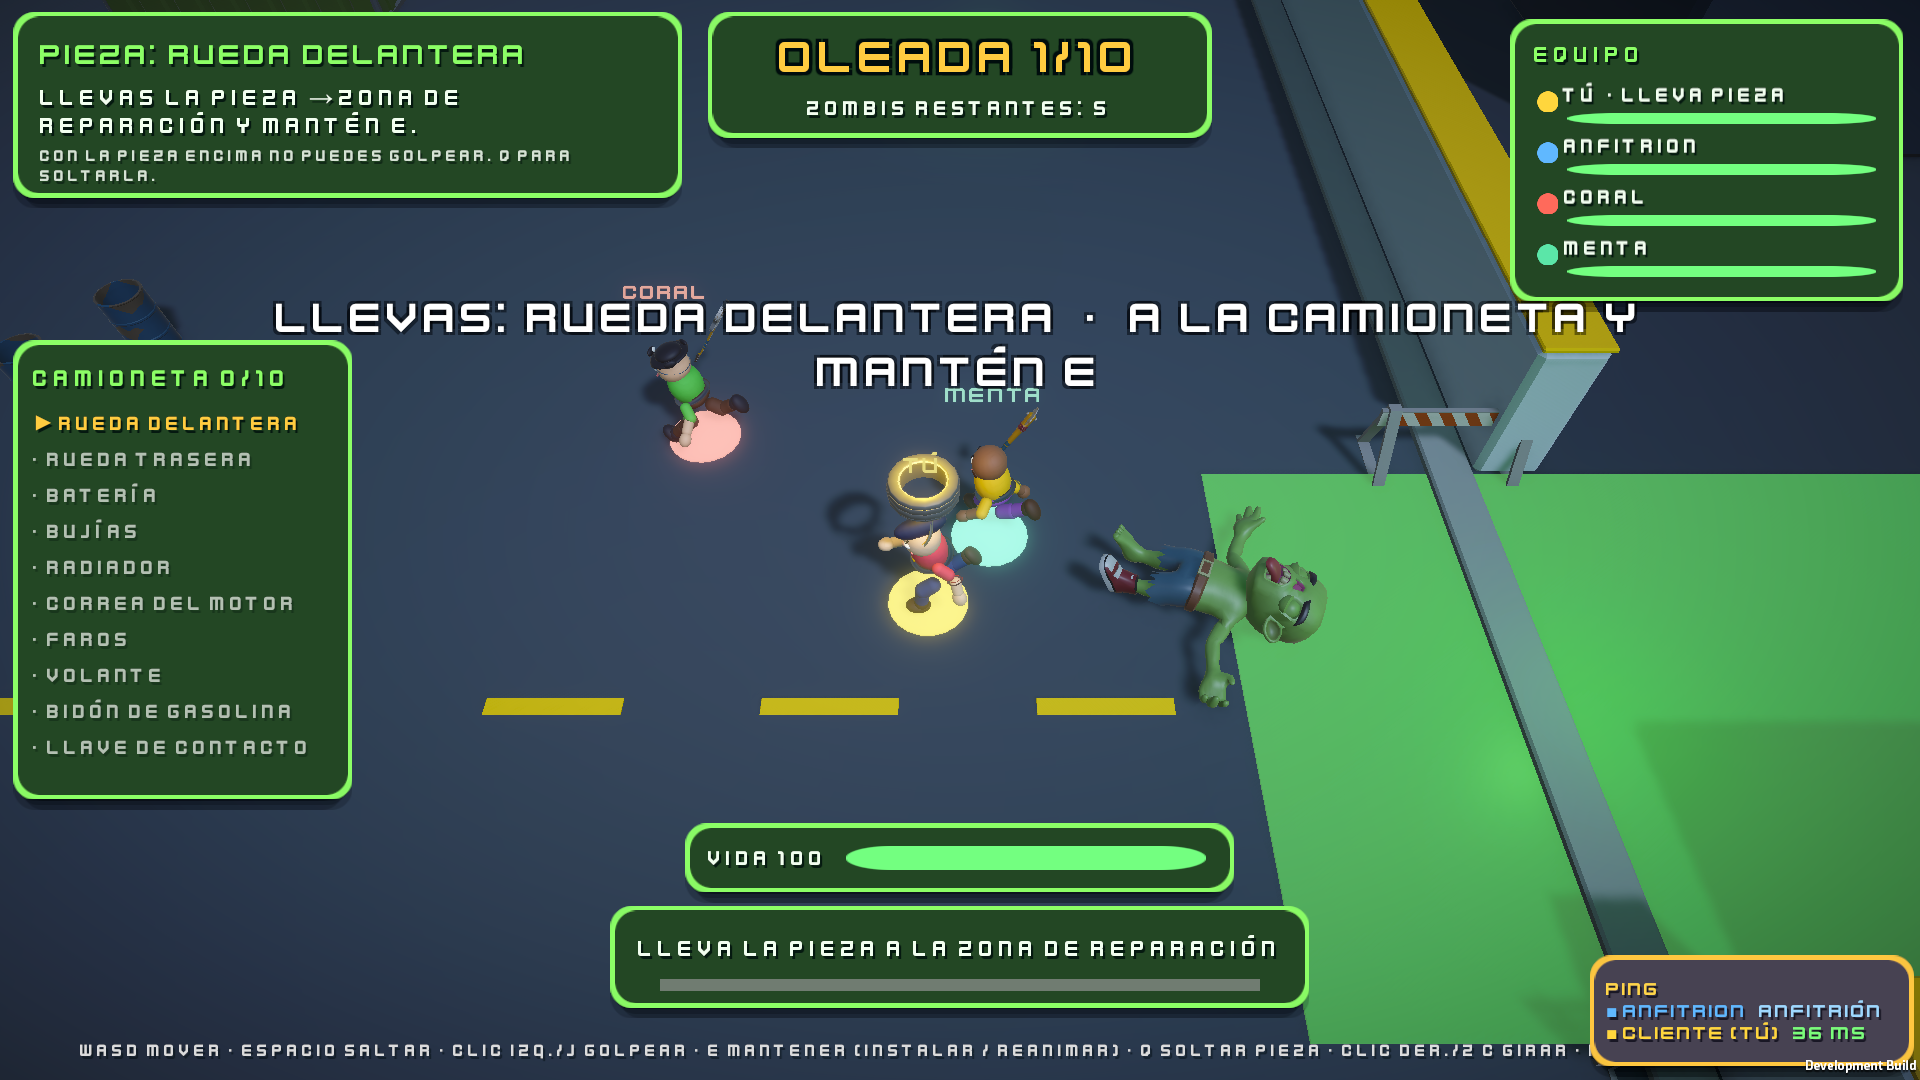 PIEZA: RUEDA DELANTERA
LLEVAS LA PIEZA →ZONA DE
REPARACIÓN Y MANTÉN E.
CON LA PIEZA ENCIMA NO PUEDES GOLPEAR. Q PARA
SOLTARLA.
OLEADA 1/10
ZOMBIS RESTANTES: 5
EQUIPO
TÚ · LLEVA PIEZA
ANFITRION
CORAL
MENTA
CORAL
LLEVAS: RUEDA DELANTERA · A LA CAMIONETA Y
MANTÉN E
MENTA
TÚ
CAMIONETA 0/10
▶RUEDA DELANTERA
· RUEDA TRASERA
· BATERÍA
· BUJÍAS
· RADIADOR
· CORREA DEL MOTOR
· FAROS
· VOLANTE
· BIDÓN DE GASOLINA
· LLAVE DE CONTACTO
VIDA 100
LLEVA LA PIEZA A LA ZONA DE REPARACIÓN
WASD MOVER · ESPACIO SALTAR · CLIC IZQ./J GOLPEAR · E MANTENER (INSTALAR / REANIMAR) · Q SOLTAR PIEZA · CLIC DER./Z C GIRAR ·
PING
■ANFITRION ANFITRIÓN
■CLIENTE (TÚ) 36 MS
Development Build